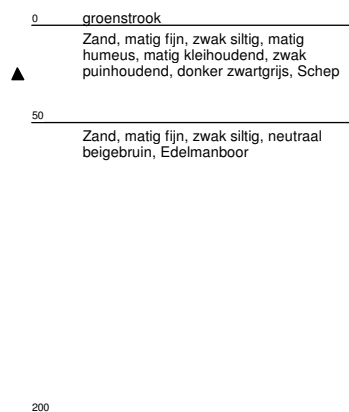 0 groenstrook
Zand, matig fijn, zwak siltig, matig
humeus, matig kleihoudend, zwak
puinhoudend, donker zwartgrijs, Schep
50
Zand, matig fijn, zwak siltig, neutraal
beigebruin, Edelmanboor
200